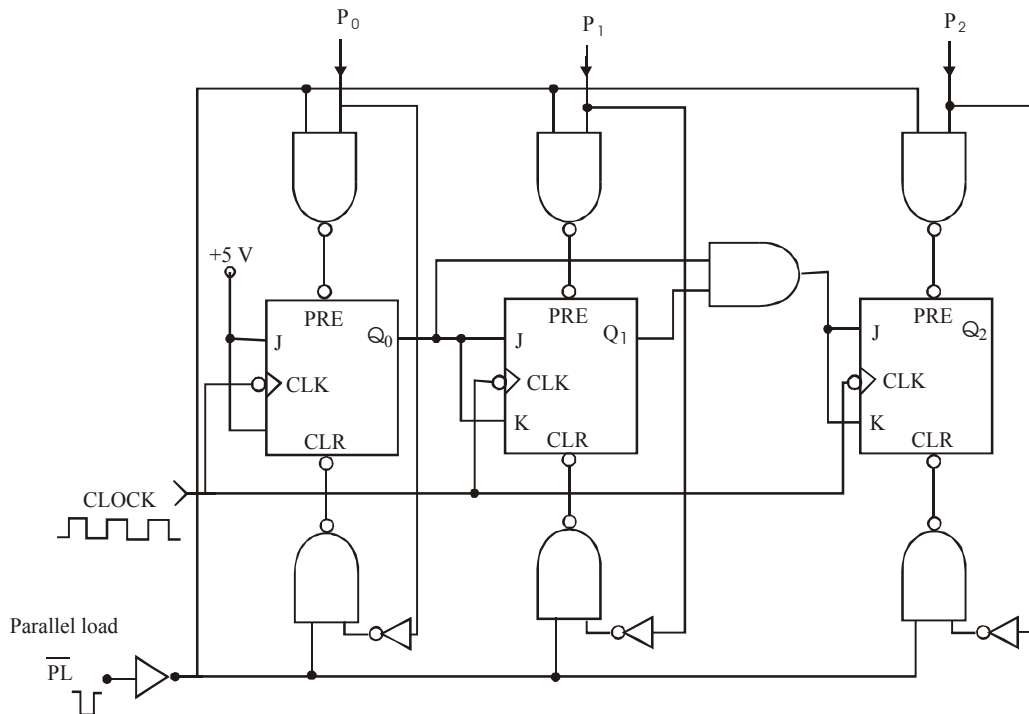 P0 P1 P2
+5 V
PRE PRE PRE
J Q0 J Q1 J Q2
CLK CLK CLK
K K
CLR CLR CLR
CLOCK
Parallel load
P̅L̅